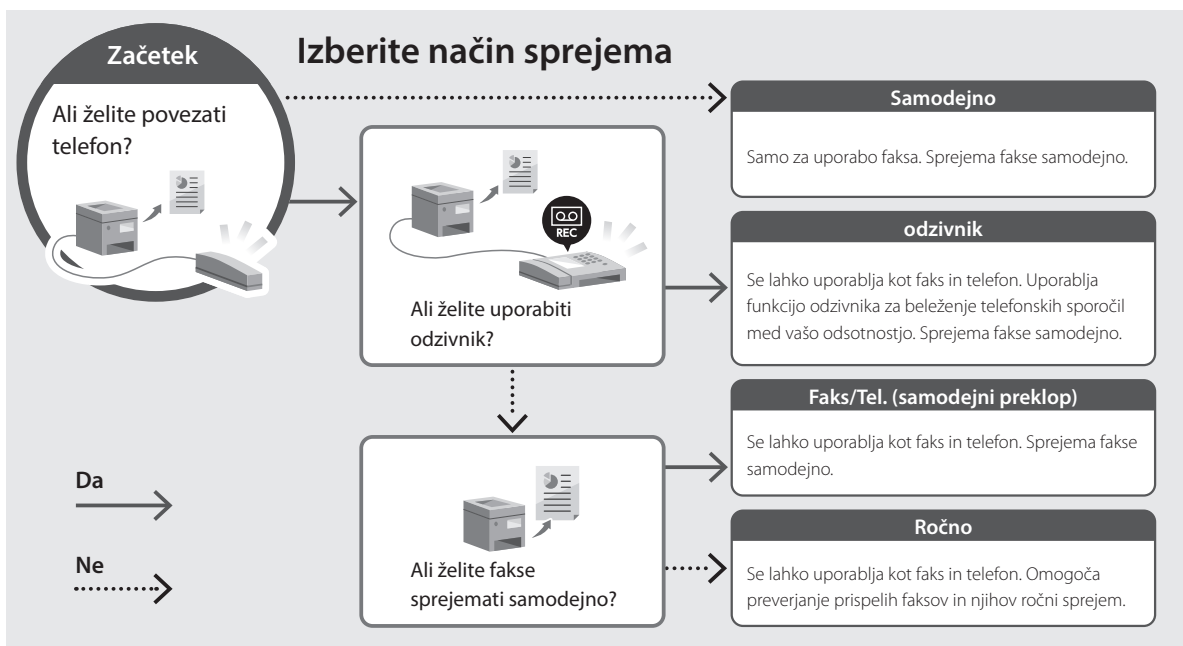 Začetek
Izberite način sprejema
Ali želite povezati
telefon?
Samodejno
Samo za uporabo faksa. Sprejema fakse samodejno.
REC
Ali želite uporabiti
odzivnik?
odzivnik
Se lahko uporablja kot faks in telefon. Uporablja
funkcijo odzivnika za beleženje telefonskih sporočil
med vašo odsotnostjo. Sprejema fakse samodejno.
Faks/Tel. (samodejni preklop)
Se lahko uporablja kot faks in telefon. Sprejema fakse
samodejno.
Ali želite fakse
sprejemati samodejno?
Ročno
Se lahko uporablja kot faks in telefon. Omogoča
preverjanje prispelih faksov in njihov ročni sprejem.
Da
Ne